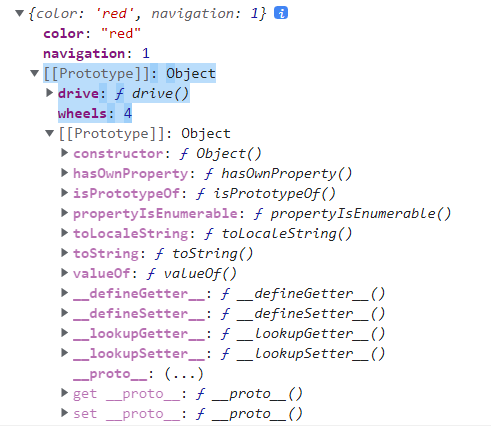 {color: 'red', navigation: 1} i
color: "red"
navigation: 1
[[Prototype]]: Object
drive: ƒ drive()
wheels: 4
[[Prototype]]: Object
constructor: ƒ Object()
hasOwnProperty: ƒ hasOwnProperty()
isPrototypeOf: ƒ isPrototypeOf()
propertyIsEnumerable: ƒ propertyIsEnumerable()
toLocaleString: ƒ toLocaleString()
toString: ƒ toString()
valueOf: ƒ valueOf()
__defineGetter__: ƒ __defineGetter__()
__defineSetter__: ƒ __defineSetter__()
__lookupGetter__: ƒ __lookupGetter__()
__lookupSetter__: ƒ __lookupSetter__()
__proto__: (...)
get __proto__: ƒ __proto__()
set __proto__: ƒ __proto__()